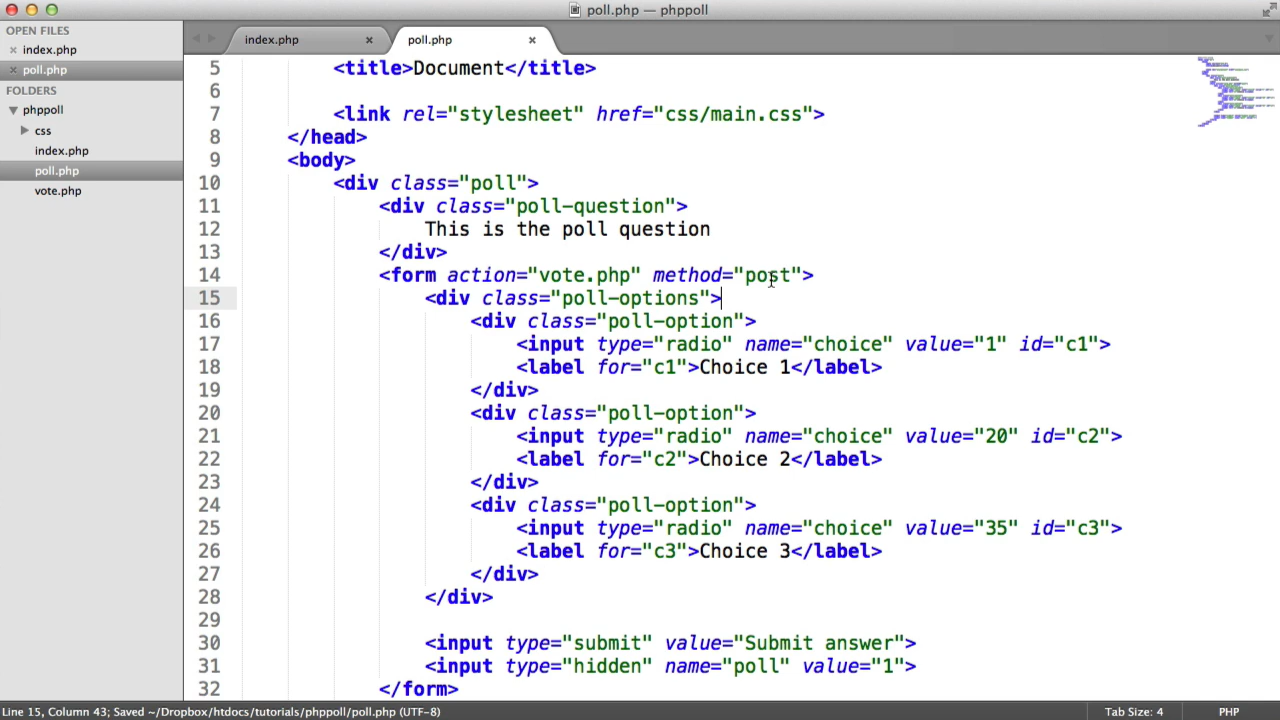 poll.php — phppoll
OPEN FILES
index.php
poll.php
FOLDERS
phppoll
css
index.php
poll.php
vote.php
index.php
poll.php
5 <title>Document</title>
6
7 <link rel="stylesheet" href="css/main.css">
8 </head>
9 <body>
10 <div class="poll">
11 <div class="poll-question">
12 This is the poll question
13 </div>
14 <form action="vote.php" method="post">
15 <div class="poll-options">
16 <div class="poll-option">
17 <input type="radio" name="choice" value="1" id="c1">
18 <label for="c1">Choice 1</label>
19 </div>
20 <div class="poll-option">
21 <input type="radio" name="choice" value="20" id="c2">
22 <label for="c2">Choice 2</label>
23 </div>
24 <div class="poll-option">
25 <input type="radio" name="choice" value="35" id="c3">
26 <label for="c3">Choice 3</label>
27 </div>
28 </div>
29
30 <input type="submit" value="Submit answer">
31 <input type="hidden" name="poll" value="1">
32 </form>
Line 15, Column 43; Saved ~/Dropbox/htdocs/tutorials/phppoll/poll.php (UTF-8)
Tab Size: 4
PHP